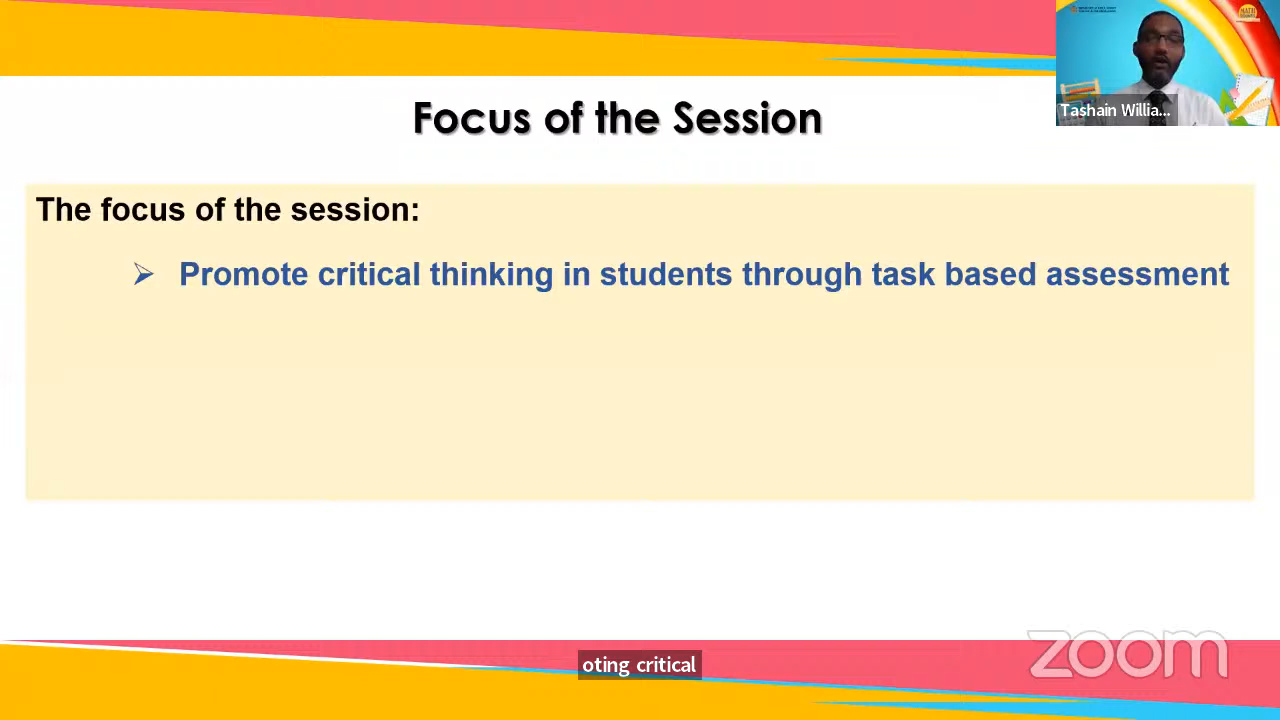 Focus of the Session
Tashain Willia...
The focus of the session:
➢ Promote critical thinking in students through task based assessment
zoom
oting critical